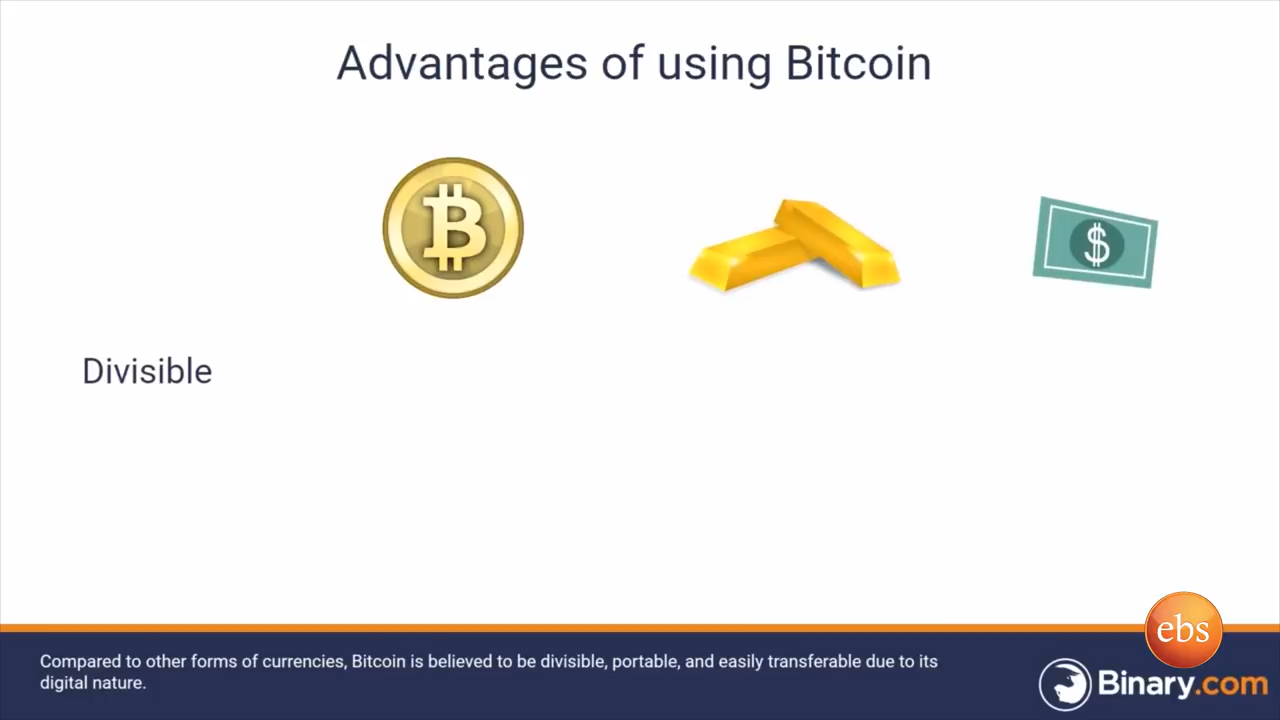 Advantages of using Bitcoin
Divisible
Compared to other forms of currencies, Bitcoin is believed to be divisible, portable, and easily transferable due to its
digital nature.
ebs
Binary.com